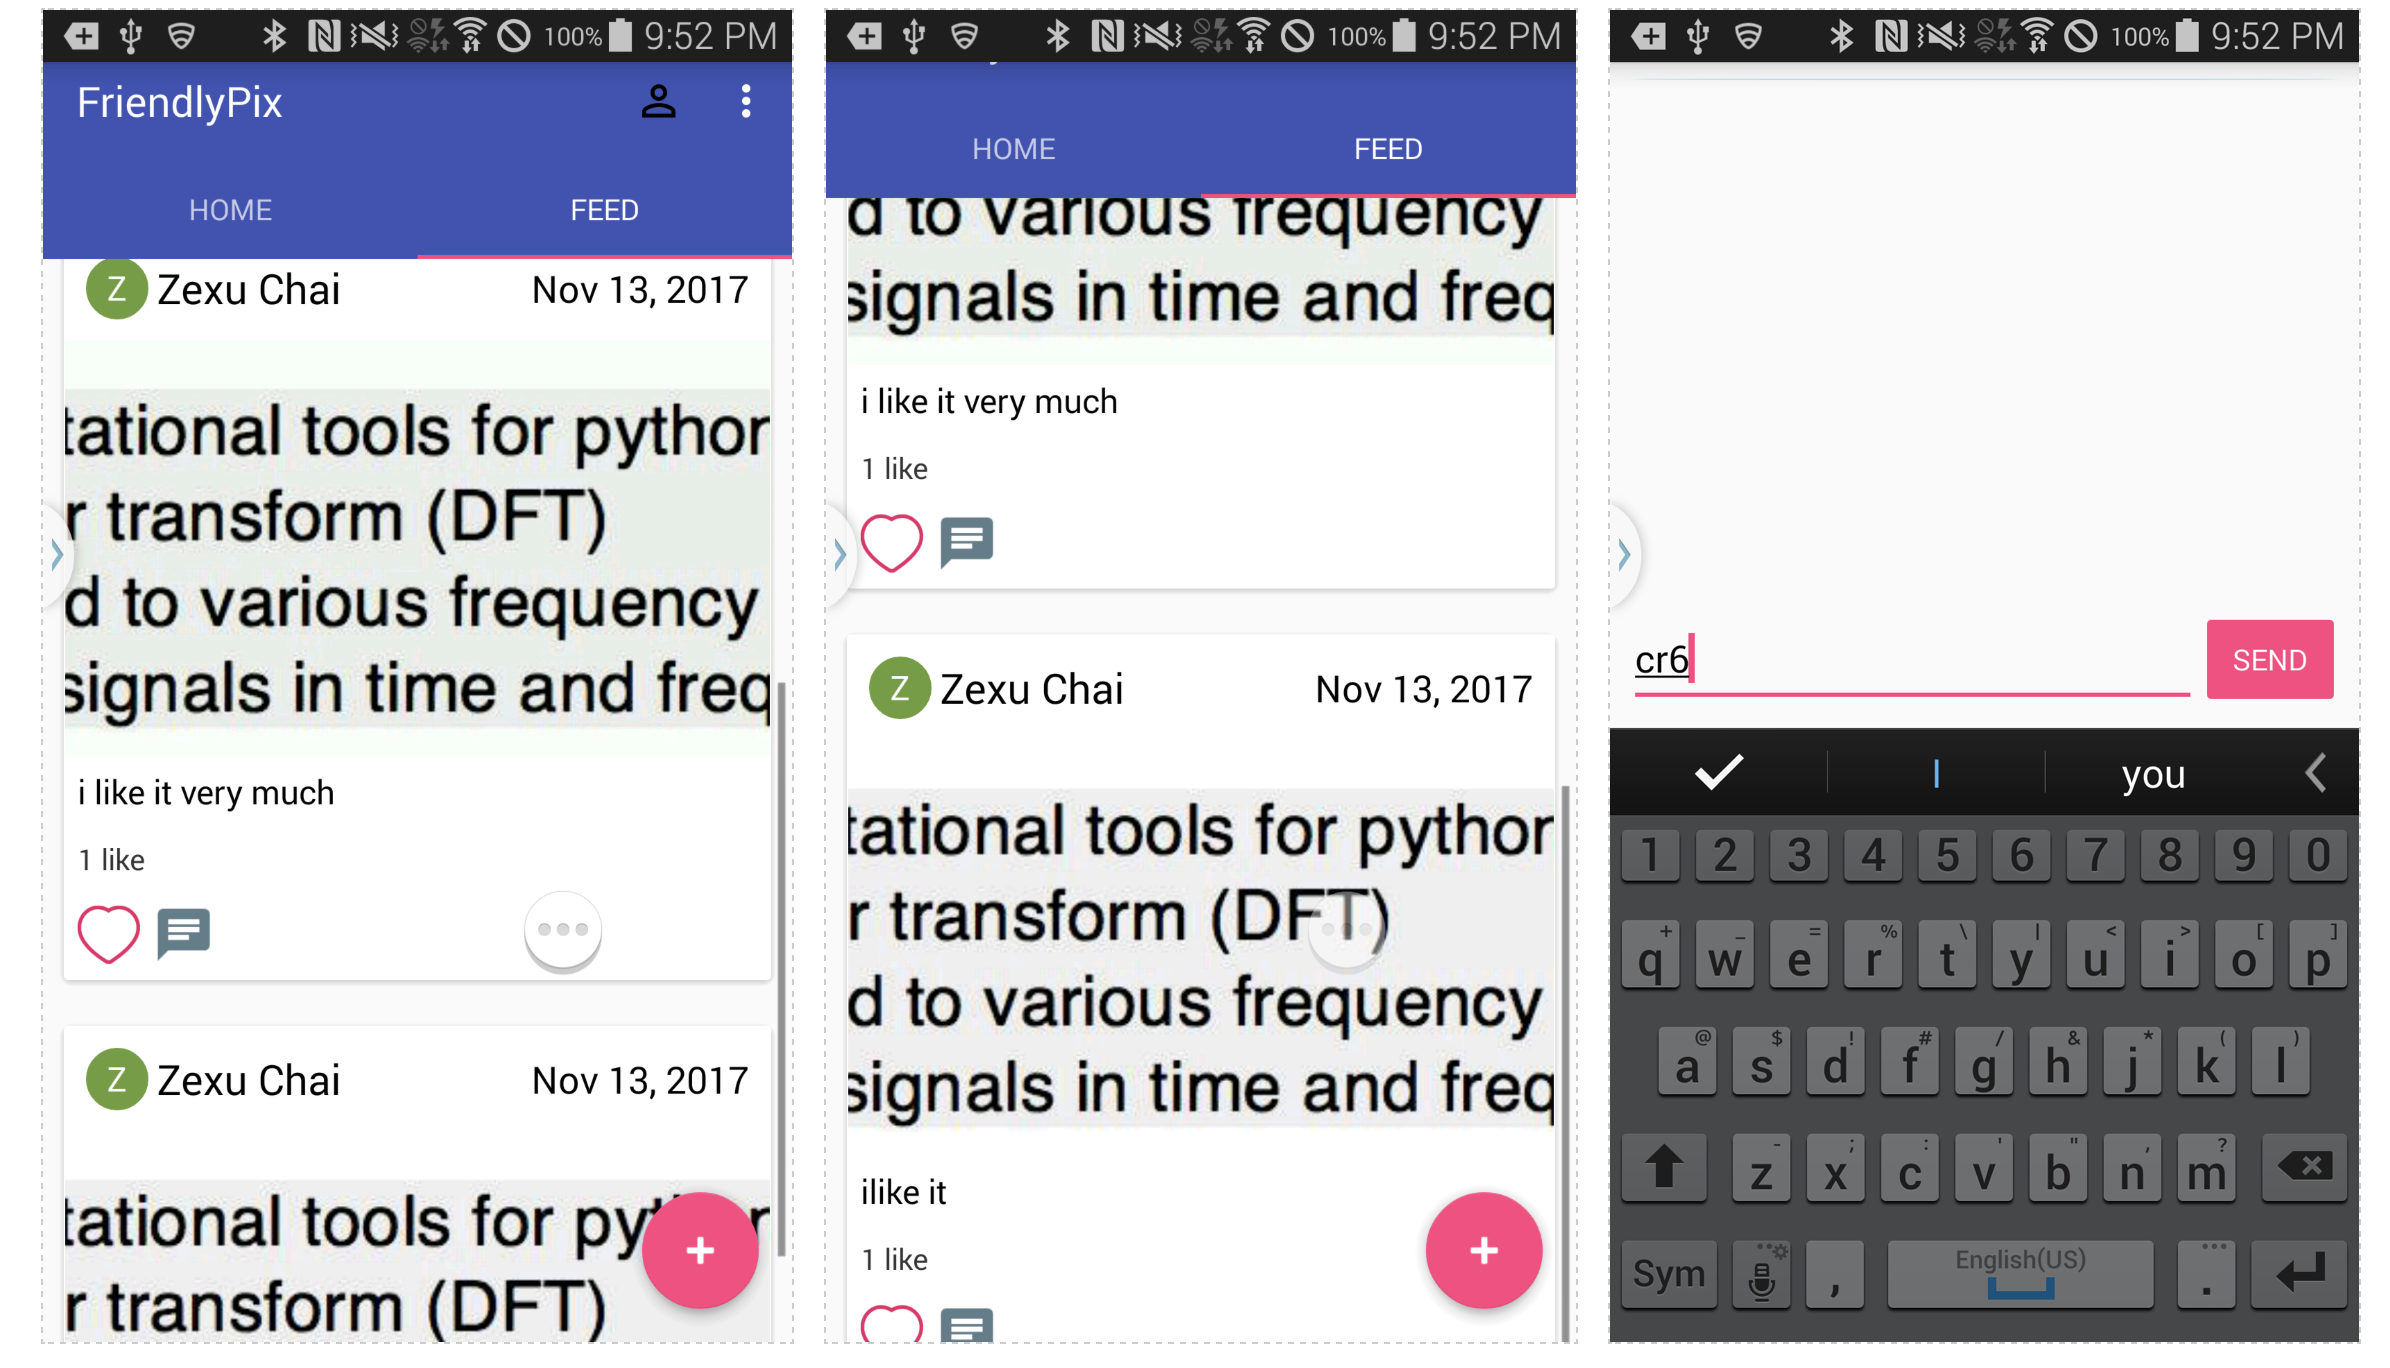 100% 9:52 PM
FriendlyPix
HOME FEED
Z Zexu Chai Nov 13, 2017
tational tools for python
r transform (DFT)
d to various frequency
signals in time and freq
i like it very much
1 like
Z Zexu Chai Nov 13, 2017
tational tools for python
r transform (DFT)
100% 9:52 PM
HOME FEED
d to various frequency
signals in time and freq
i like it very much
1 like
Z Zexu Chai Nov 13, 2017
tational tools for python
r transform (DFT)
d to various frequency
signals in time and freq
ilike it
1 like
100% 9:52 PM
cr6
SEND
I you
1 2 3 4 5 6 7 8 9 0
+ _ = % \ | < > [ ]
q w e r t y u i o p
@ $ ! # / & * ( )
a s d f g h j k l
- ; : ' " , ?
z x c v b n m
Sym , English(US) .